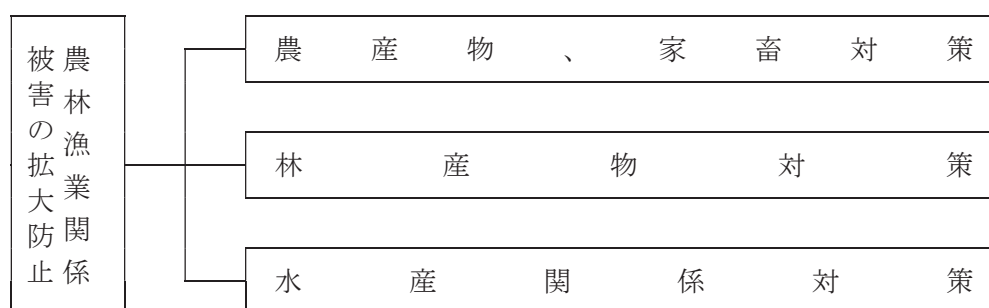 農林漁業関係
被害の拡大防止
農産物、家畜対策
林産物対策
水産関係対策